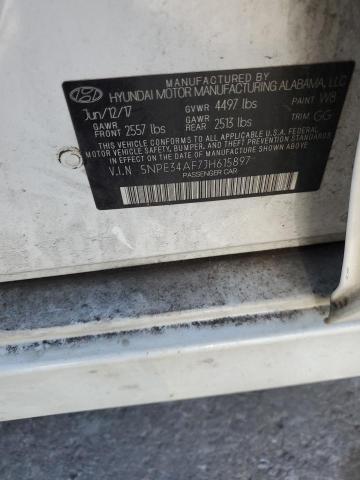 MANUFACTURED BY
HYUNDAI MOTOR MANUFACTURING ALABAMA, LLC
Jun/12/17 GVWR 4497 lbs PAINT W8
GAWR FRONT 2557 lbs GAWR REAR 2513 lbs TRIM GG
THIS VEHICLE CONFORMS TO ALL APPLICABLE U.S.A FEDERAL
MOTOR VEHICLE SAFETY, BUMPER, AND THEFT PREVENTION
STANDARDS IN EFFECT ON THE DATE OF MANUFACTURE SHOWN ABOVE.
V.I.N 5NPE34AF7JH615897
PASSENGER CAR